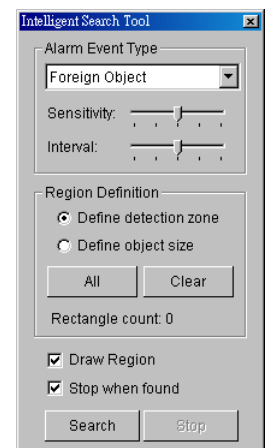 Intelligent Search Tool
Alarm Event Type
Foreign Object
Sensitivity:
Interval:
Region Definition
Define detection zone
Define object size
All Clear
Rectangle count: 0
Draw Region
Stop when found
Search Stop